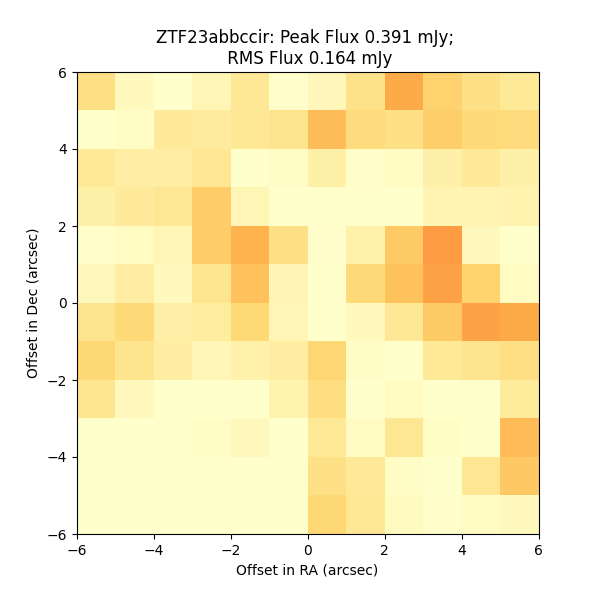 ZTF23abbccir: Peak Flux 0.391 mJy;
RMS Flux 0.164 mJy
6
4
2
0
−2
−4
−6
Offset in Dec (arcsec)
−6 −4 −2 0 2 4 6
Offset in RA (arcsec)